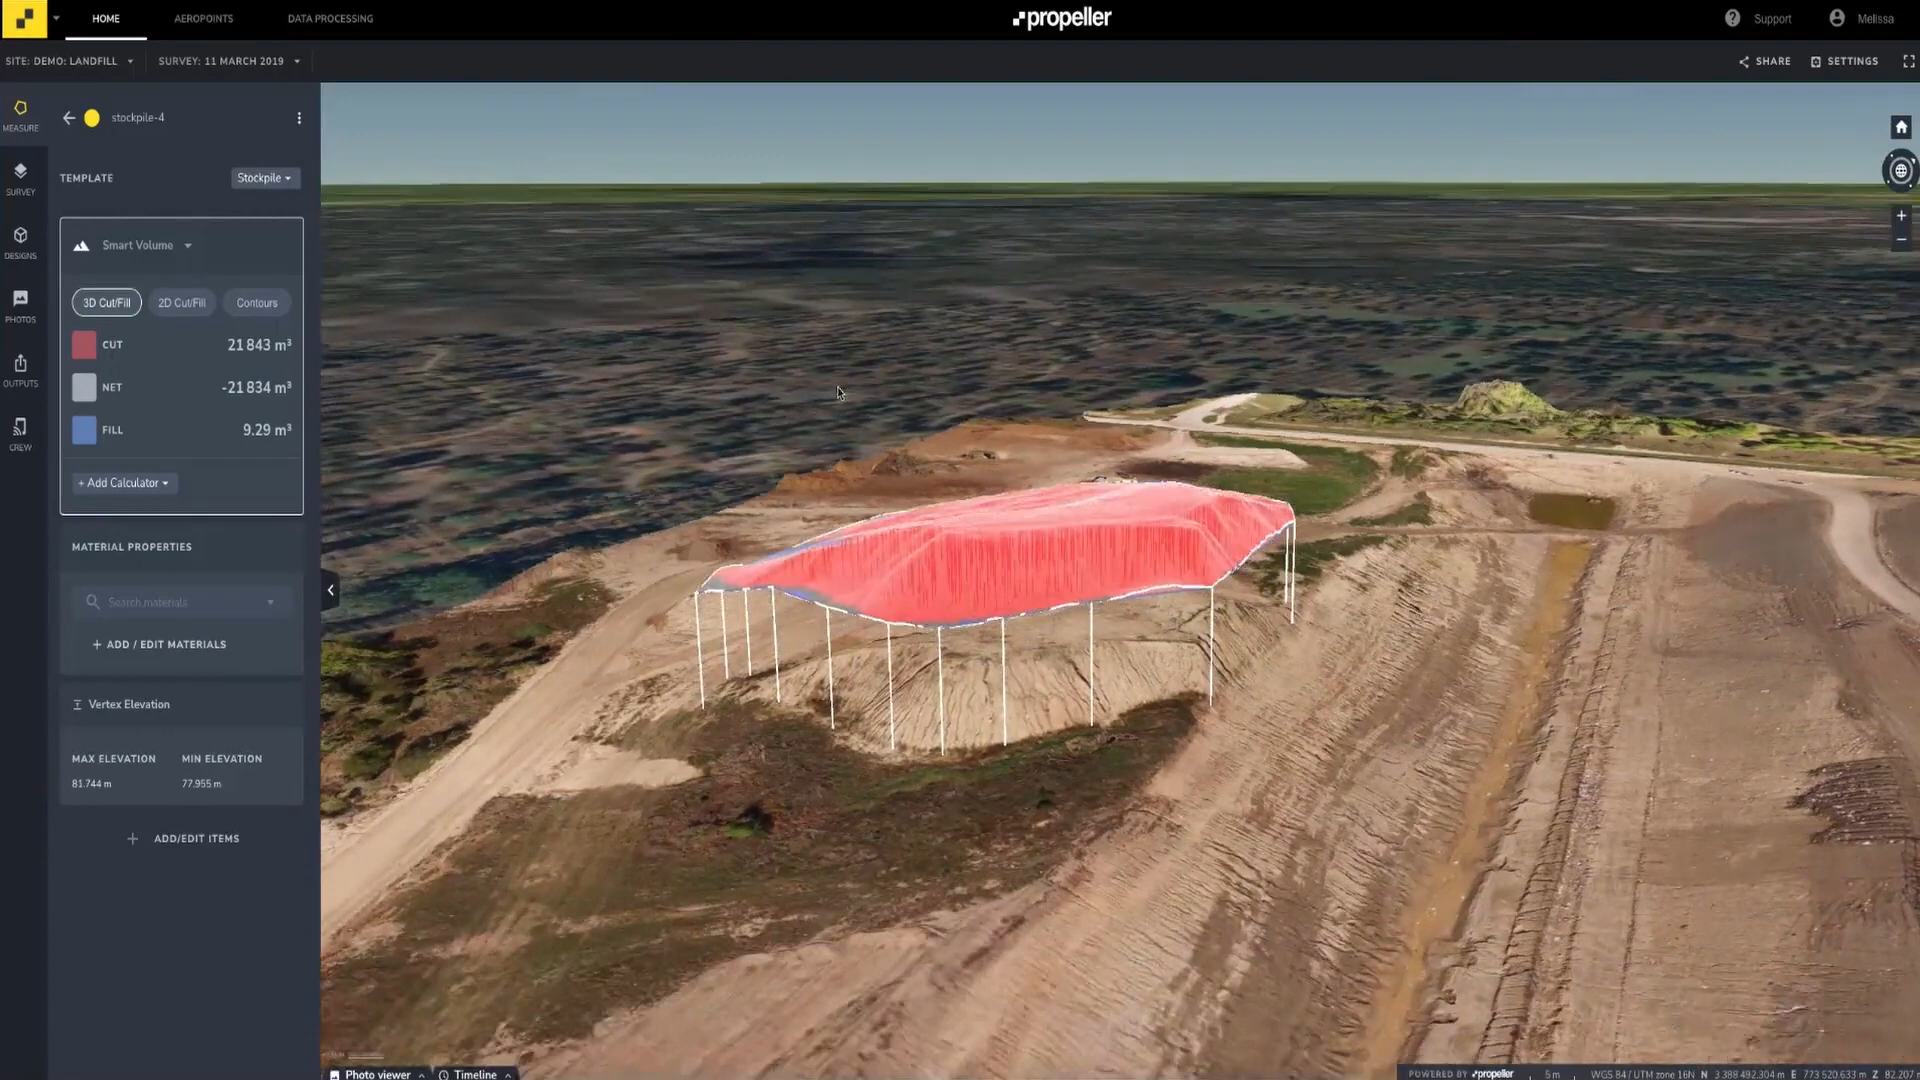 HOME
AEROPOINTS
DATA PROCESSING
propeller
Support
Melissa
SITE: DEMO: LANDFILL
SURVEY: 11 MARCH 2019
SHARE
SETTINGS
MEASURE
SURVEY
DESIGNS
PHOTOS
OUTPUTS
CREW
stockpile-4
TEMPLATE
Stockpile
Smart Volume
3D Cut/Fill
2D Cut/Fill
Contours
CUT
21 843 m³
NET
-21 834 m³
FILL
9.29 m³
+ Add Calculator
MATERIAL PROPERTIES
Search materials
+ ADD / EDIT MATERIALS
Vertex Elevation
MAX ELEVATION
MIN ELEVATION
81.744 m
77.955 m
+ ADD/EDIT ITEMS
Photo viewer
Timeline
POWERED BY propeller
5 m
WGS 84 / UTM zone 16N N 3 388 492.304 m E 773 520.633 m Z 82.207